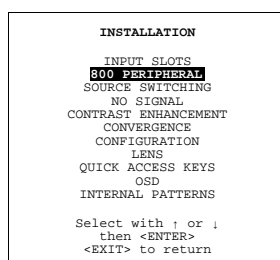 INSTALLATION
INPUT SLOTS
800 PERIPHERAL
SOURCE SWITCHING
NO SIGNAL
CONTRAST ENHANCEMENT
CONVERGENCE
CONFIGURATION
LENS
QUICK ACCESS KEYS
OSD
INTERNAL PATTERNS
Select with ↑ or ↓
then <ENTER>
<EXIT> to return